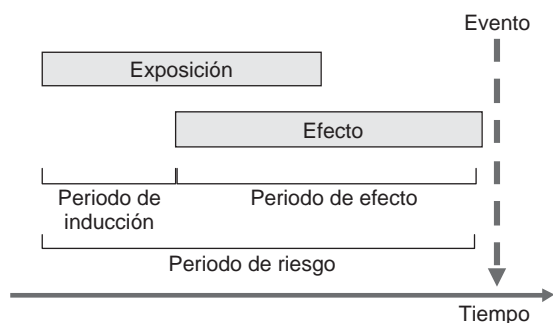 Evento
Exposición
Efecto
Periodo de
inducción
Periodo de efecto
Periodo de riesgo
Tiempo